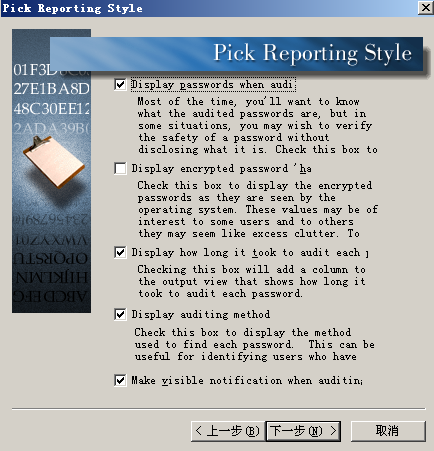 Pick Reporting Style
Pick Reporting Style
01F3D0C0
27E1BA8D
48C30EE12
2ADA39B0
Display passwords when audi
Most of the time, you'll want to know
what the audited passwords are, but in
some situations, you may wish to verify
the safety of a password without
disclosing what it is. Check this box to
Display encrypted password 'ha
Check this box to display the encrypted
passwords as they are seen by the
operating system. These values may be of
interest to some users and to others
they may seem like excess clutter. To
Display how long it took to audit each
Checking this will add a column to
the output view that shows how long it
took to audit each password.
Display auditing method
Check this box to display the method
used to find each password. This can be
useful for identifying users who have
Make visible notification when auditin
< 上一步(B)
下一步(N) >
取消